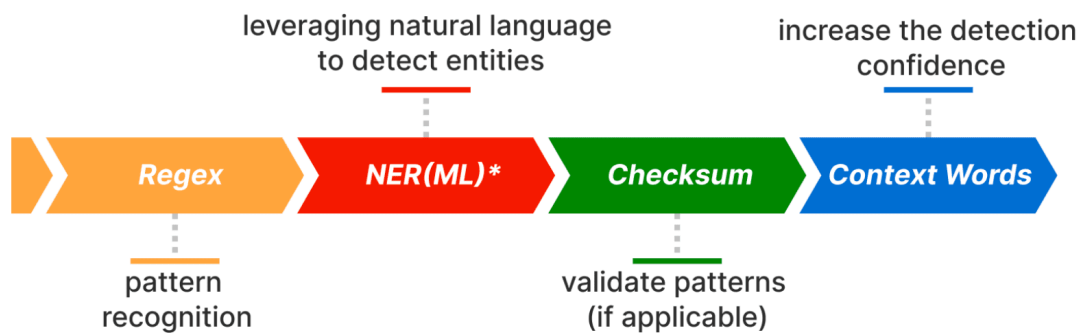 leveraging natural language
to detect entities
increase the detection
confidence
Regex
NER(ML)*
Checksum
Context Words
pattern
recognition
validate patterns
(if applicable)